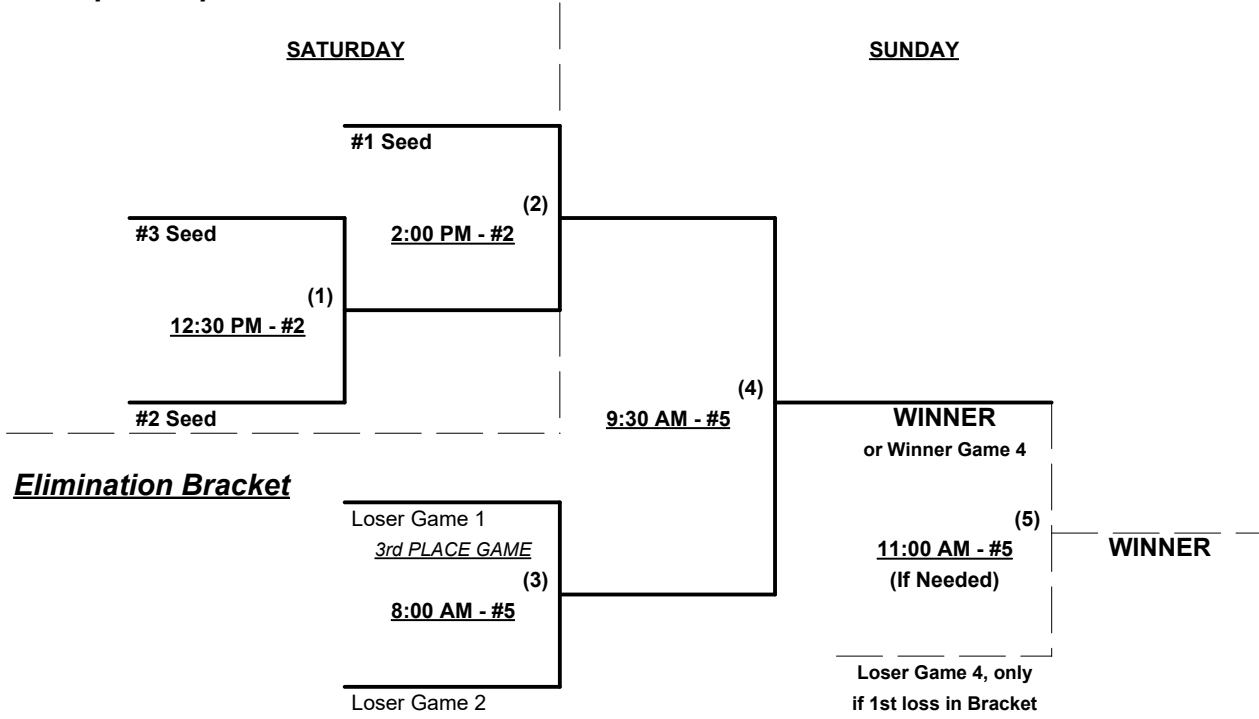 SATURDAY
SUNDAY
#1 Seed
(2)
2:00 PM - #2
#3 Seed
(1)
12:30 PM - #2
#2 Seed
(4)
9:30 AM - #5
WINNER
or Winner Game 4
Elimination Bracket
Loser Game 1
3rd PLACE GAME
(3)
8:00 AM - #5
Loser Game 2
(5)
11:00 AM - #5
(If Needed)
WINNER
Loser Game 4, only
if 1st loss in Bracket